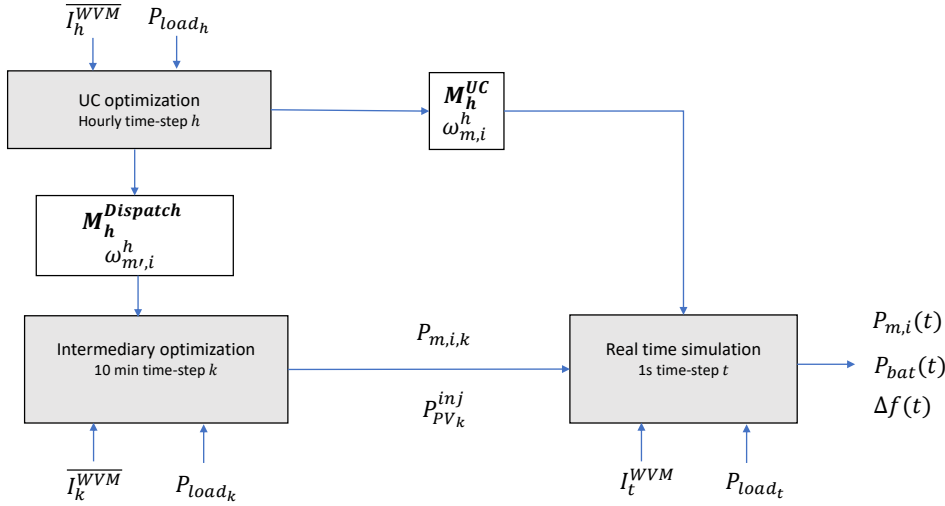 $\overline{I_h^{WVM}}$ $P_{load_h}$
UC optimization
Hourly time-step $h$
$\boldsymbol{M_h^{UC}}$
$\omega_{m,i}^h$
$\boldsymbol{M_h^{Dispatch}}$
$\omega_{m\prime,i}^h$
Intermediary optimization
10 min time-step $k$
$P_{m,i,k}$
$P_{PV_k}^{inj}$
Real time simulation
1s time-step $t$
$P_{m,i}(t)$
$P_{bat}(t)$
$\Delta f(t)$
$\overline{I_k^{WVM}}$ $P_{load_k}$
$I_t^{WVM}$ $P_{load_t}$